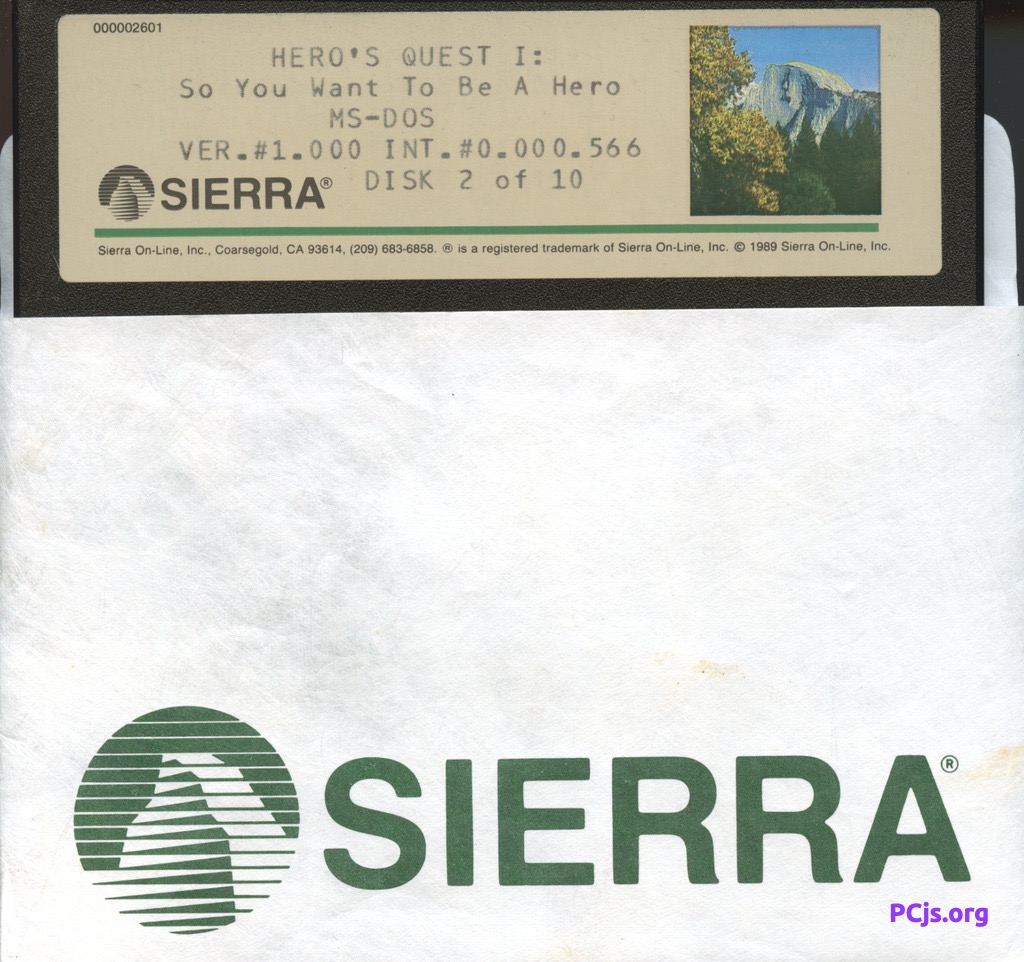 000002601
HERO'S QUEST I:
So You Want To Be A Hero
MS-DOS
VER.#1.000 INT.#0.000.566
SIERRA® DISK 2 of 10
Sierra On-Line, Inc., Coarsegold, CA 93614, (209) 683-6858. ® is a registered trademark of Sierra On-Line, Inc. © 1989 Sierra On-Line, Inc.
SIERRA®
PCjs.org